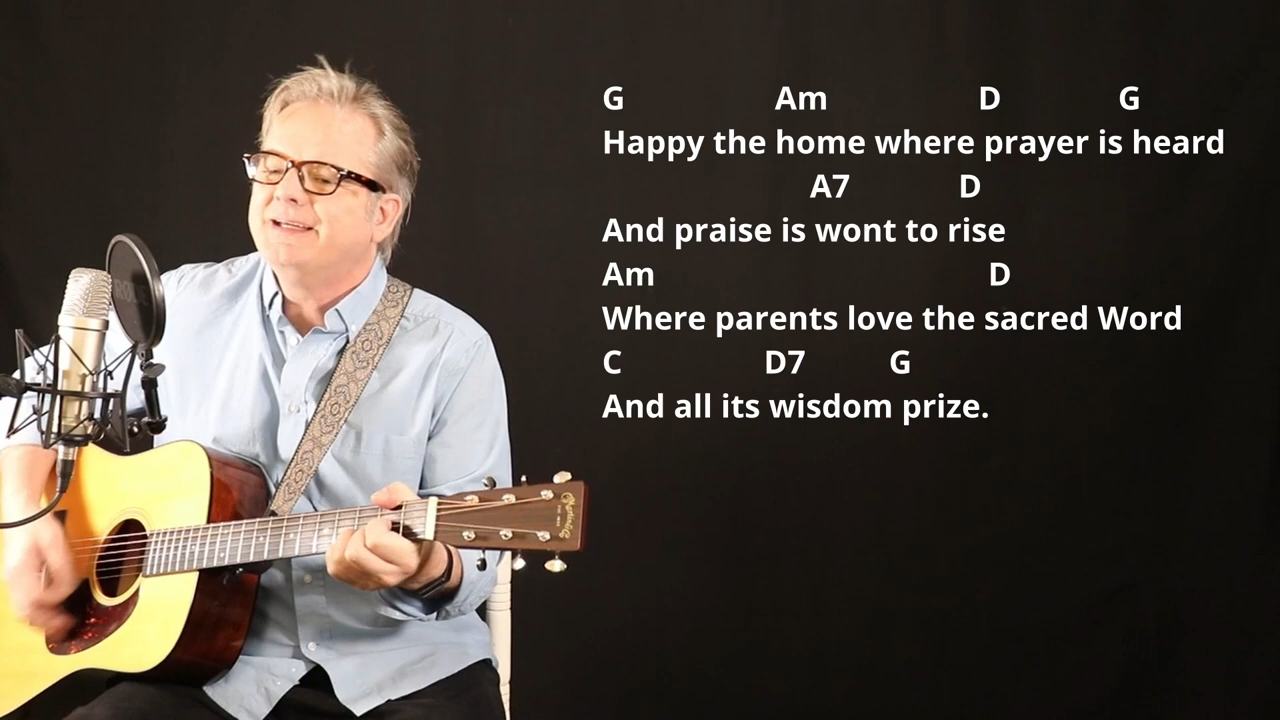 G Am D G
Happy the home where prayer is heard
A7 D
And praise is wont to rise
Am D
Where parents love the sacred Word
C D7 G
And all its wisdom prize.